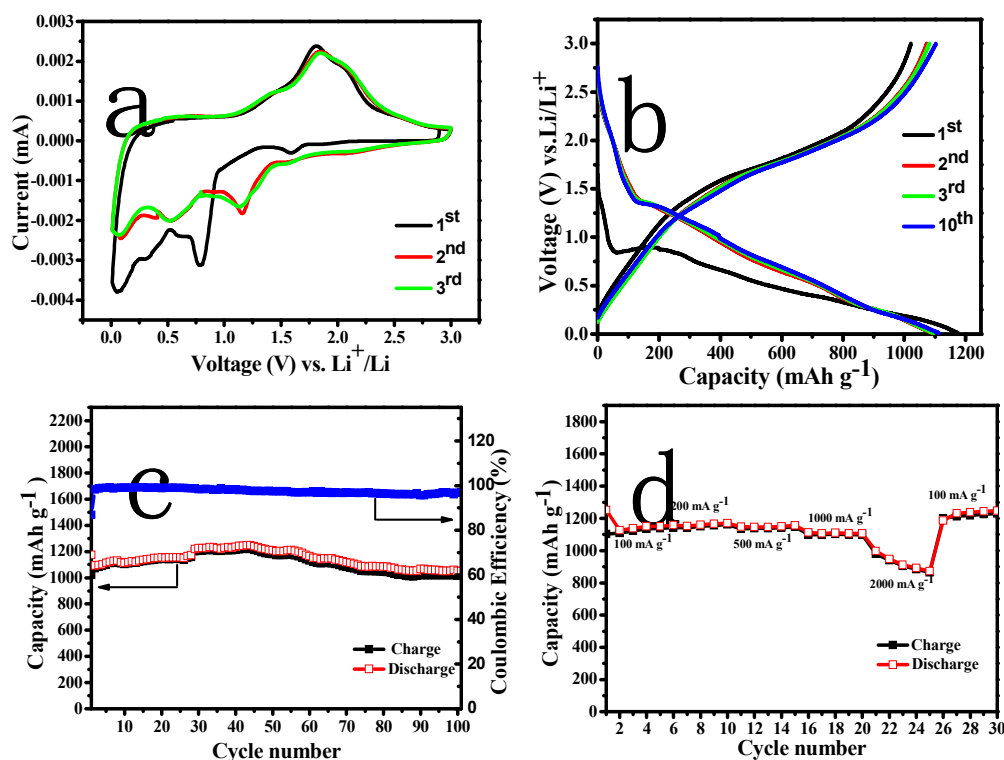 a
0.003
0.002
0.001
0.000
-0.001
-0.002
-0.003
-0.004
Current (mA)
1st
2nd
3rd
0.0 0.5 1.0 1.5 2.0 2.5 3.0
Voltage (V) vs. Li+/Li
b
3.0
2.5
2.0
1.5
1.0
0.5
0.0
Voltage (V) vs.Li/Li+
1st
2nd
3rd
10th
0 200 400 600 800 1000 1200
Capacity (mAh g-1)
c
2200
2000
1800
1600
1400
1200
1000
800
600
400
200
0
Capacity (mAh g-1 )
120
100
80
60
40
20
0
Coulombic Efficiency (%)
Charge
Discharge
10 20 30 40 50 60 70 80 90 100
Cycle number
d
1800
1600
1400
1200
1000
800
600
400
200
0
Capacity (mAh g-1)
200 mA g-1
100 mA g-1
100 mA g-1
500 mA g-1
1000 mA g-1
2000 mA g-1
Charge
Discharge
2 4 6 8 10 12 14 16 18 20 22 24 26 28 30
Cycle number